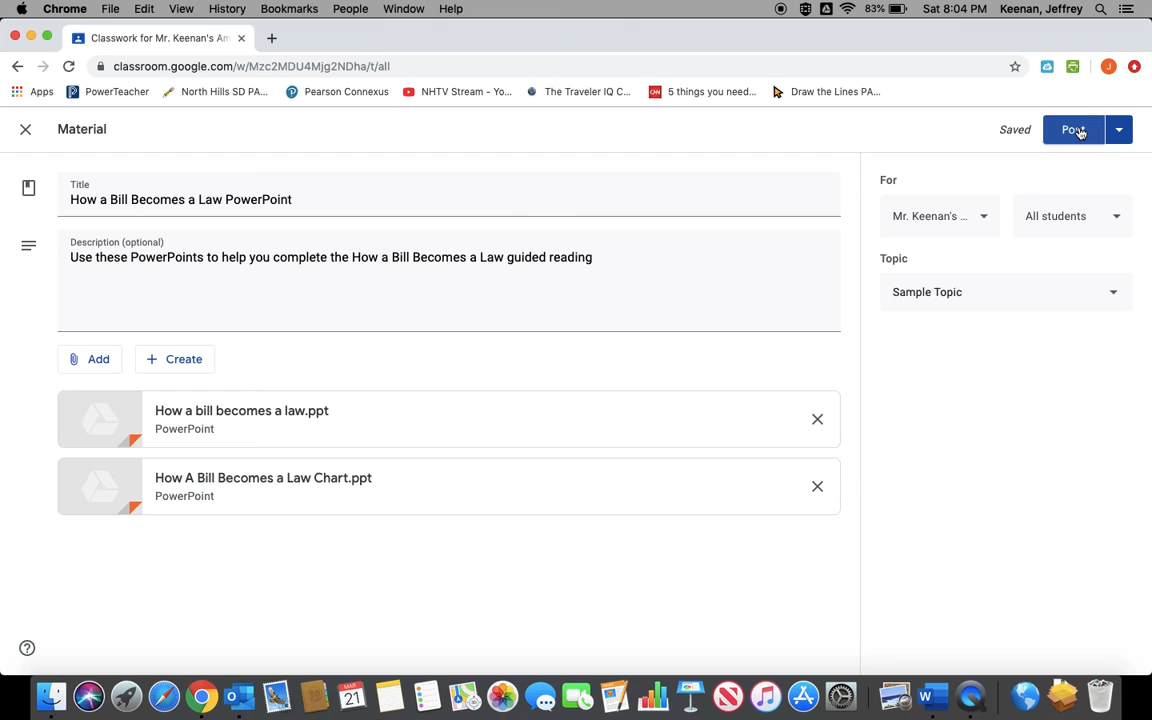 Chrome File Edit View History Bookmarks People Window Help 83% Sat 8:04 PM Keenan, Jeffrey
Classwork for Mr. Keenan's Am
classroom.google.com/w/Mzc2MDU4Mjg2NDha/t/all
J
Apps PowerTeacher North Hills SD PA... Pearson Connexus NHTV Stream - Yo... The Traveler IQ C... CNN 5 things you need... Draw the Lines PA...
Material Saved Post
Title
How a Bill Becomes a Law PowerPoint
Description (optional)
Use these PowerPoints to help you complete the How a Bill Becomes a Law guided reading
Add Create
How a bill becomes a law.ppt
PowerPoint
How A Bill Becomes a Law Chart.ppt
PowerPoint
For
Mr. Keenan's ... All students
Topic
Sample Topic
MAR
21